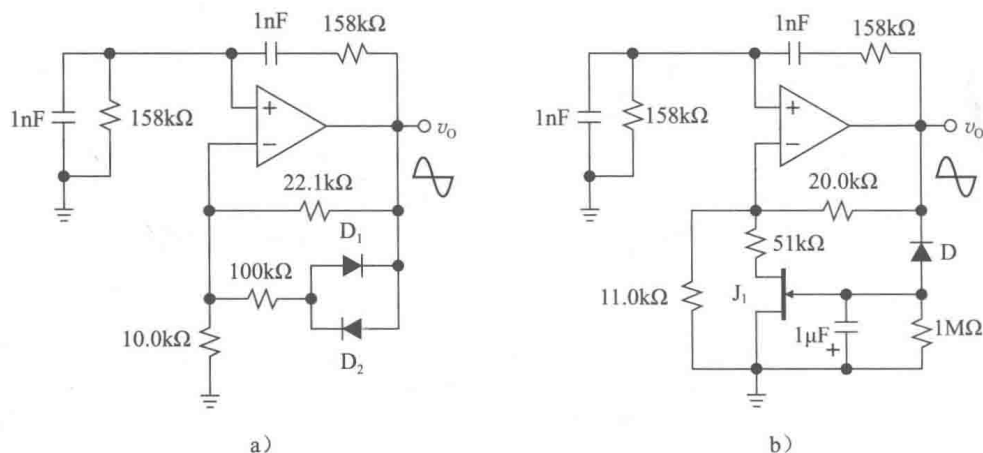 1nF
158kΩ
1nF
158kΩ
+
−
v_O
22.1kΩ
D₁
100kΩ
10.0kΩ
D₂
a）
1nF
158kΩ
1nF
158kΩ
+
−
v_O
20.0kΩ
51kΩ
D
11.0kΩ
J₁
1μF
+
1MΩ
b）